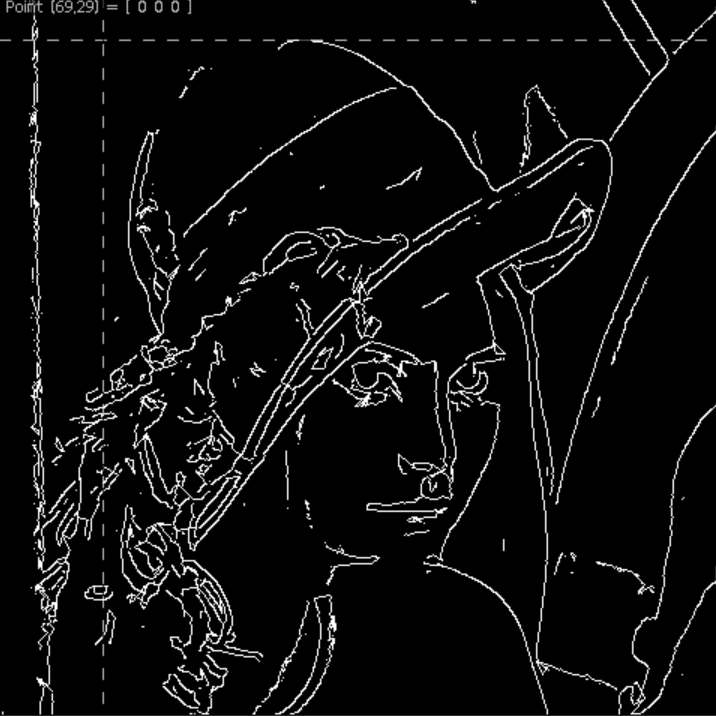 Point (69,29) = [ 0 0 0 ]